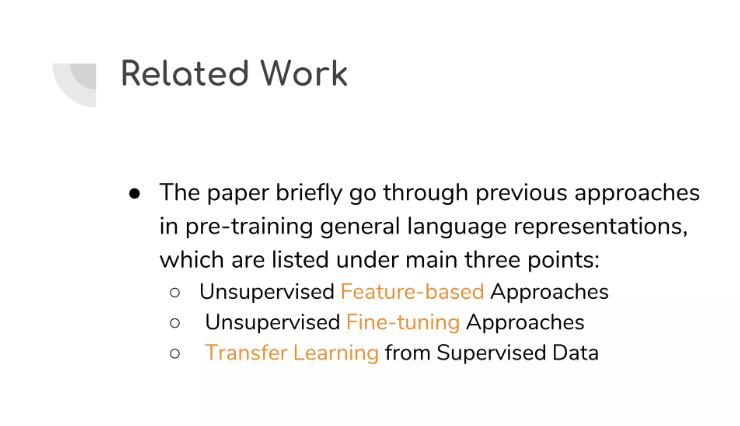 Related Work
● The paper briefly go through previous approaches
in pre-training general language representations,
which are listed under main three points:
○ Unsupervised Feature-based Approaches
○ Unsupervised Fine-tuning Approaches
○ Transfer Learning from Supervised Data